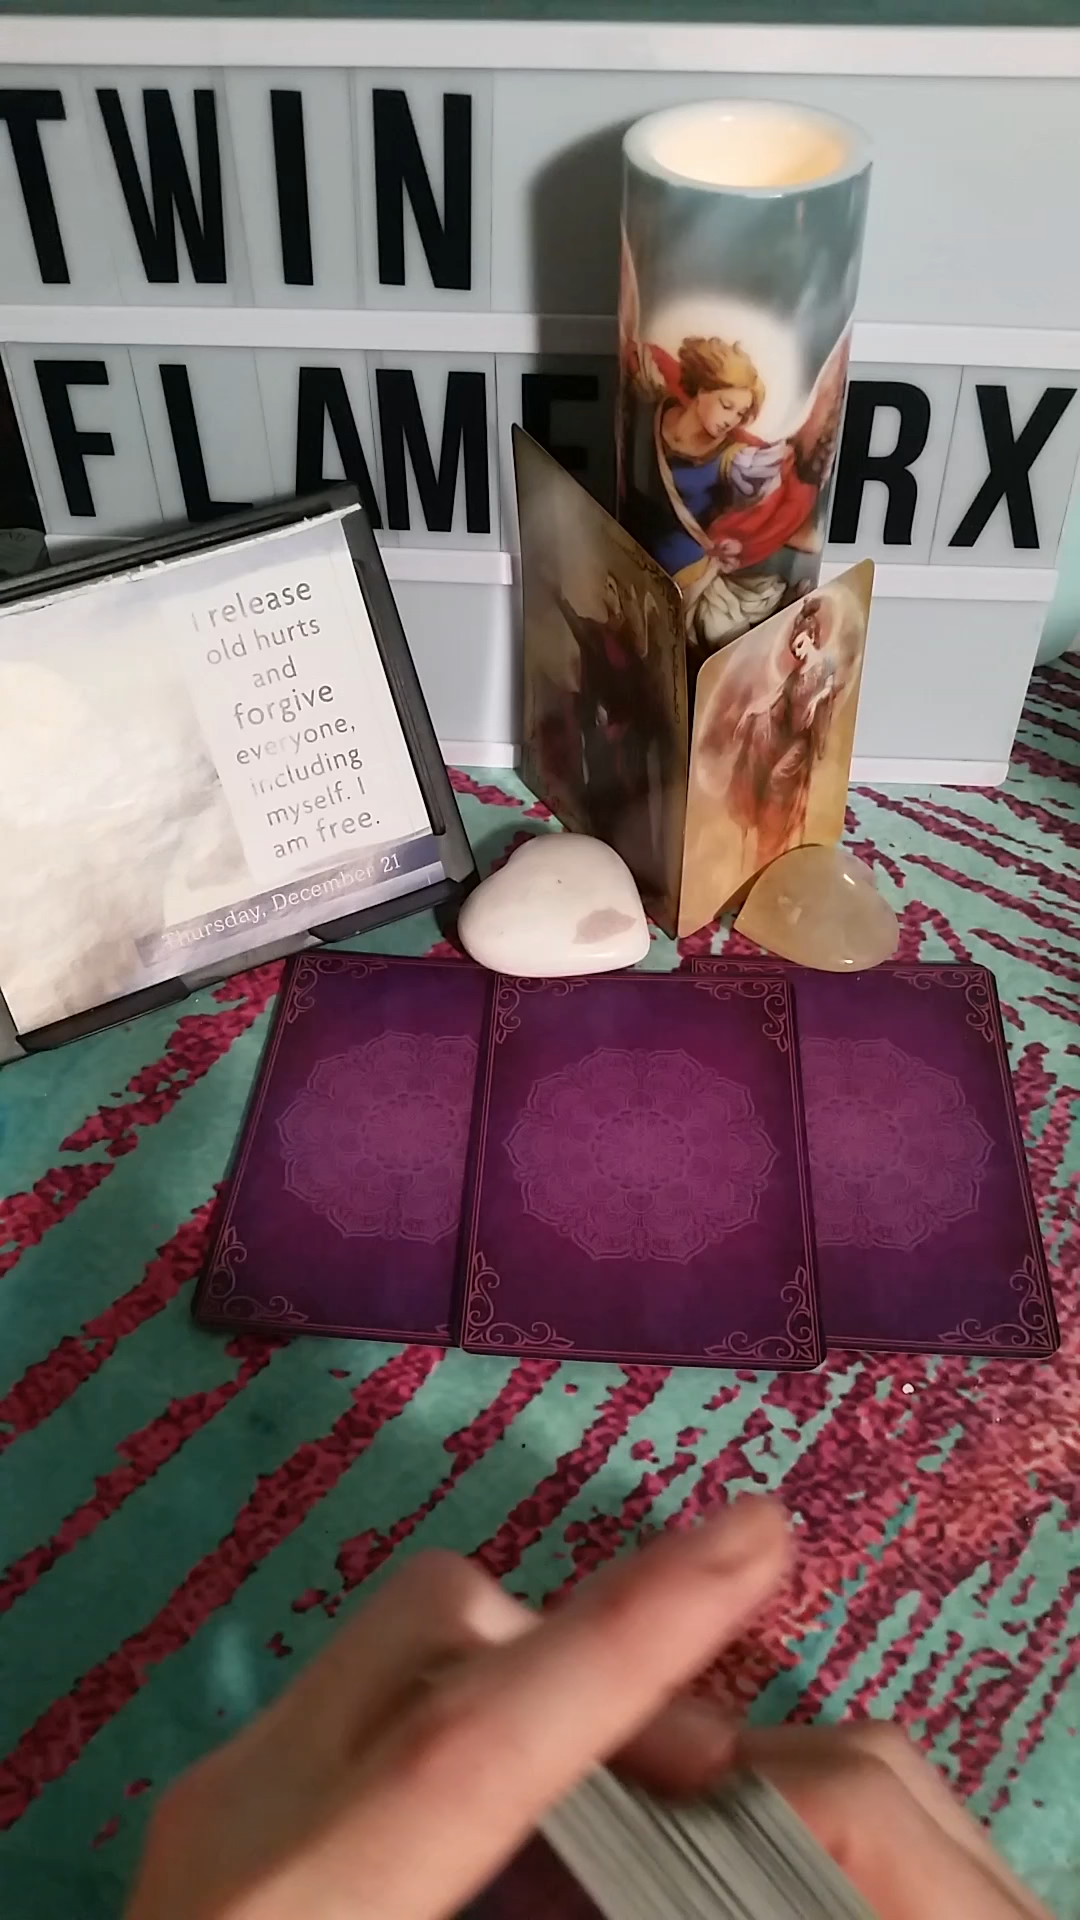 TWIN
FLAME RX
I release
old hurts
and
forgive
everyone,
including
myself. I
am free.
Thursday, December 21